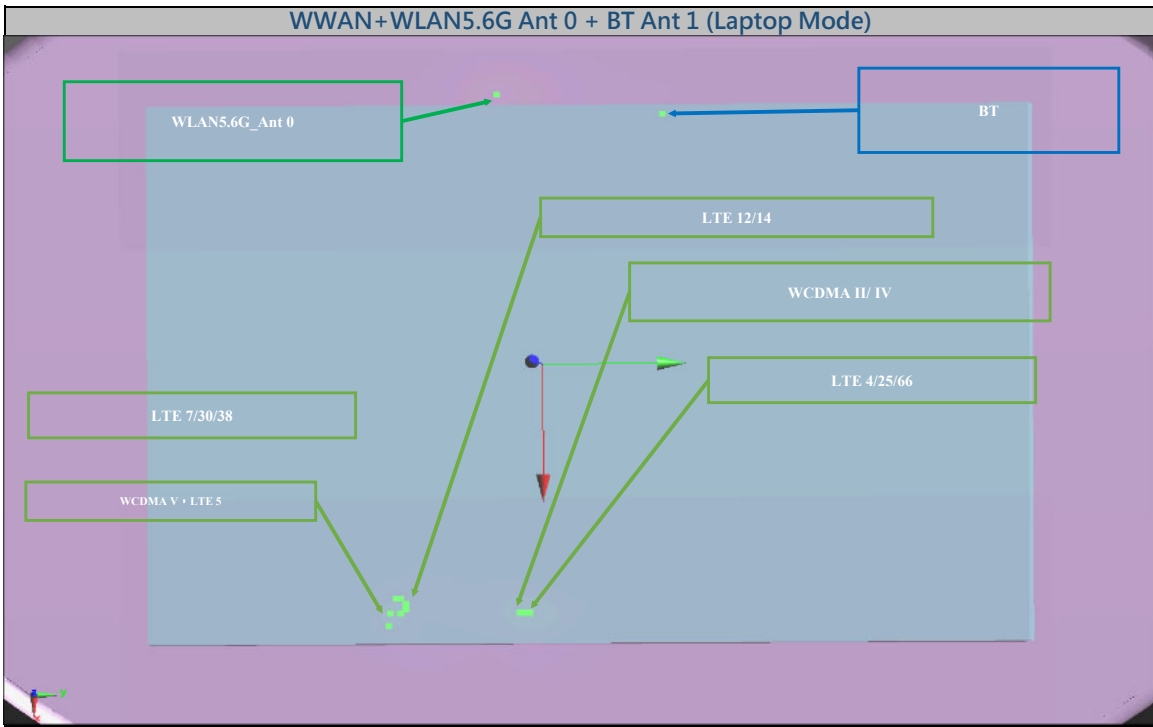 WWAN+WLAN5.6G Ant 0 + BT Ant 1 (Laptop Mode)
WLAN5.6G_Ant 0
BT
LTE 12/14
WCDMA II/ IV
LTE 4/25/66
LTE 7/30/38
WCDMA V，LTE 5
y
x